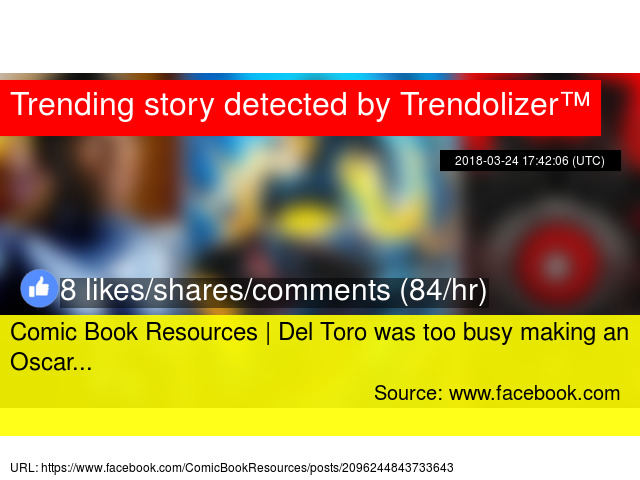 Trending story detected by Trendolizer™
2018-03-24 17:42:06 (UTC)
8 likes/shares/comments (84/hr)
Comic Book Resources | Del Toro was too busy making an
Oscar...
Source: www.facebook.com
URL: https://www.facebook.com/ComicBookResources/posts/2096244843733643